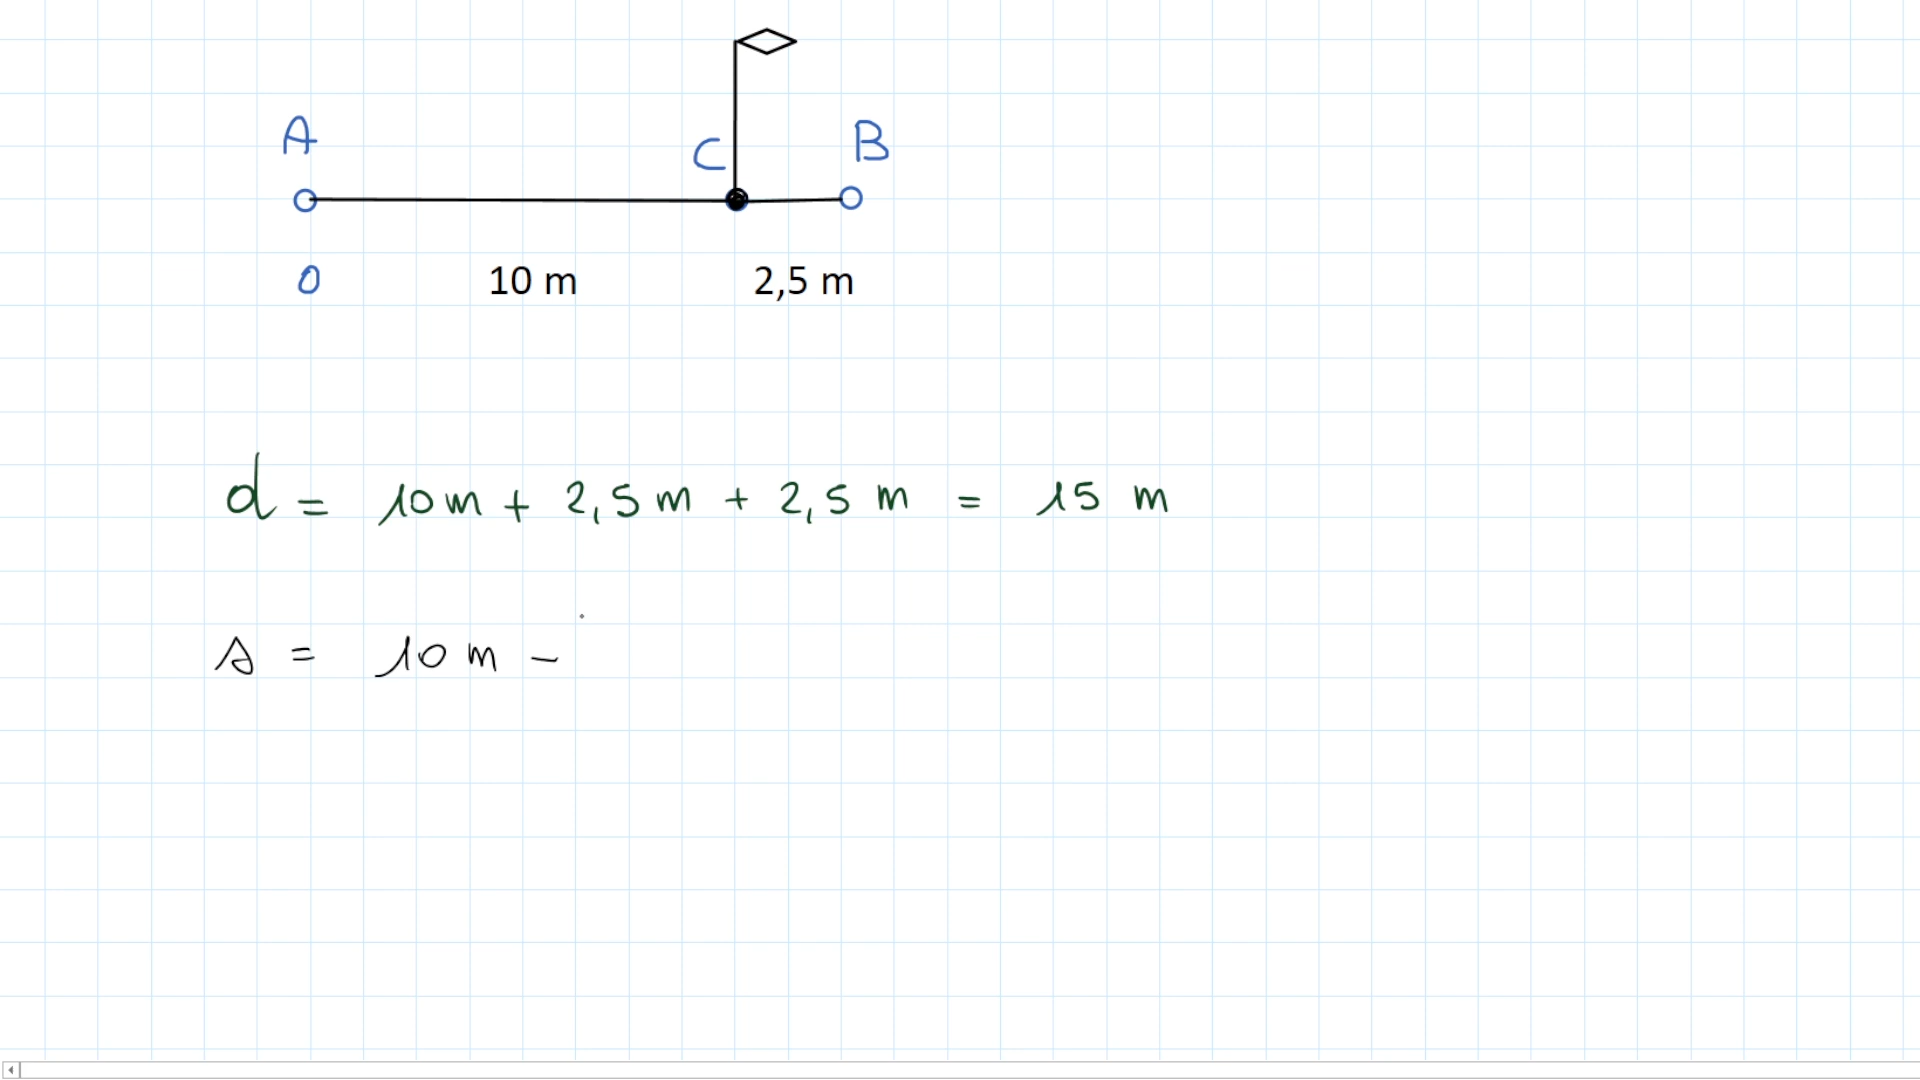 A C B
0 10 m 2,5 m
d = 10 m + 2,5 m + 2,5 m = 15 m
s = 10 m -